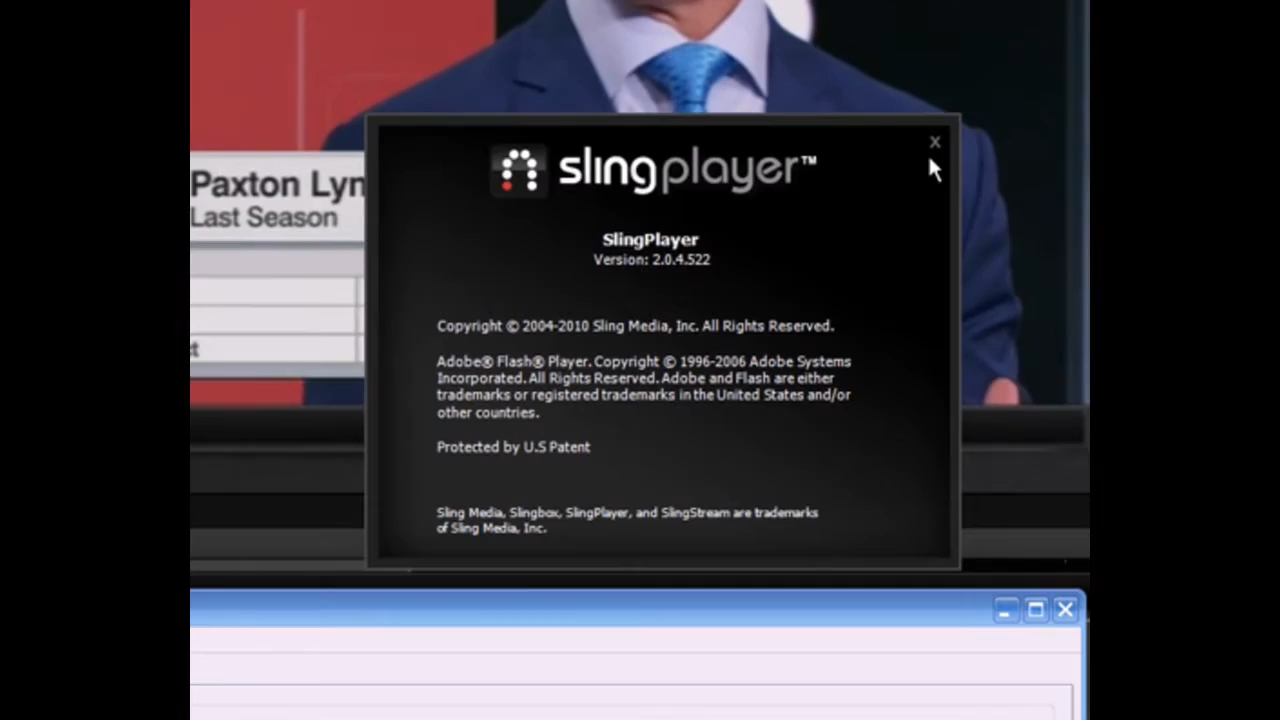 slingplayer™
x
Paxton Lyn
Last Season
SlingPlayer
Version: 2.0.4.522
Copyright © 2004-2010 Sling Media, Inc. All Rights Reserved.
Adobe® Flash® Player. Copyright © 1996-2006 Adobe Systems
Incorporated. All Rights Reserved. Adobe and Flash are either
trademarks or registered trademarks in the United States and/or
other countries.
Protected by U.S Patent
Sling Media, Slingbox, SlingPlayer, and SlingStream are trademarks
of Sling Media, Inc.